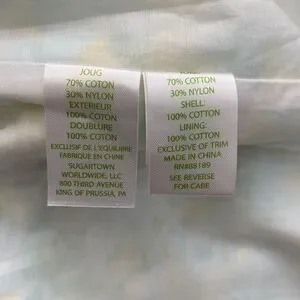 JOUG
70% COTON
30% NYLON
EXTERIEUR
100% COTON
DOUBLURE
100% COTON
EXCLUSIF DE L'EQUILIBRE
FABRIQUE EN CHINE
SUGARTOWN
WORLDWIDE, LLC
800 THIRD AVENUE
KING OF PRUSSIA, PA
70% COTTON
30% NYLON
SHELL:
100% COTTON
LINING:
100% COTTON
EXCLUSIVE OF TRIM
MADE IN CHINA
RN#88189
SEE REVERSE
FOR CARE